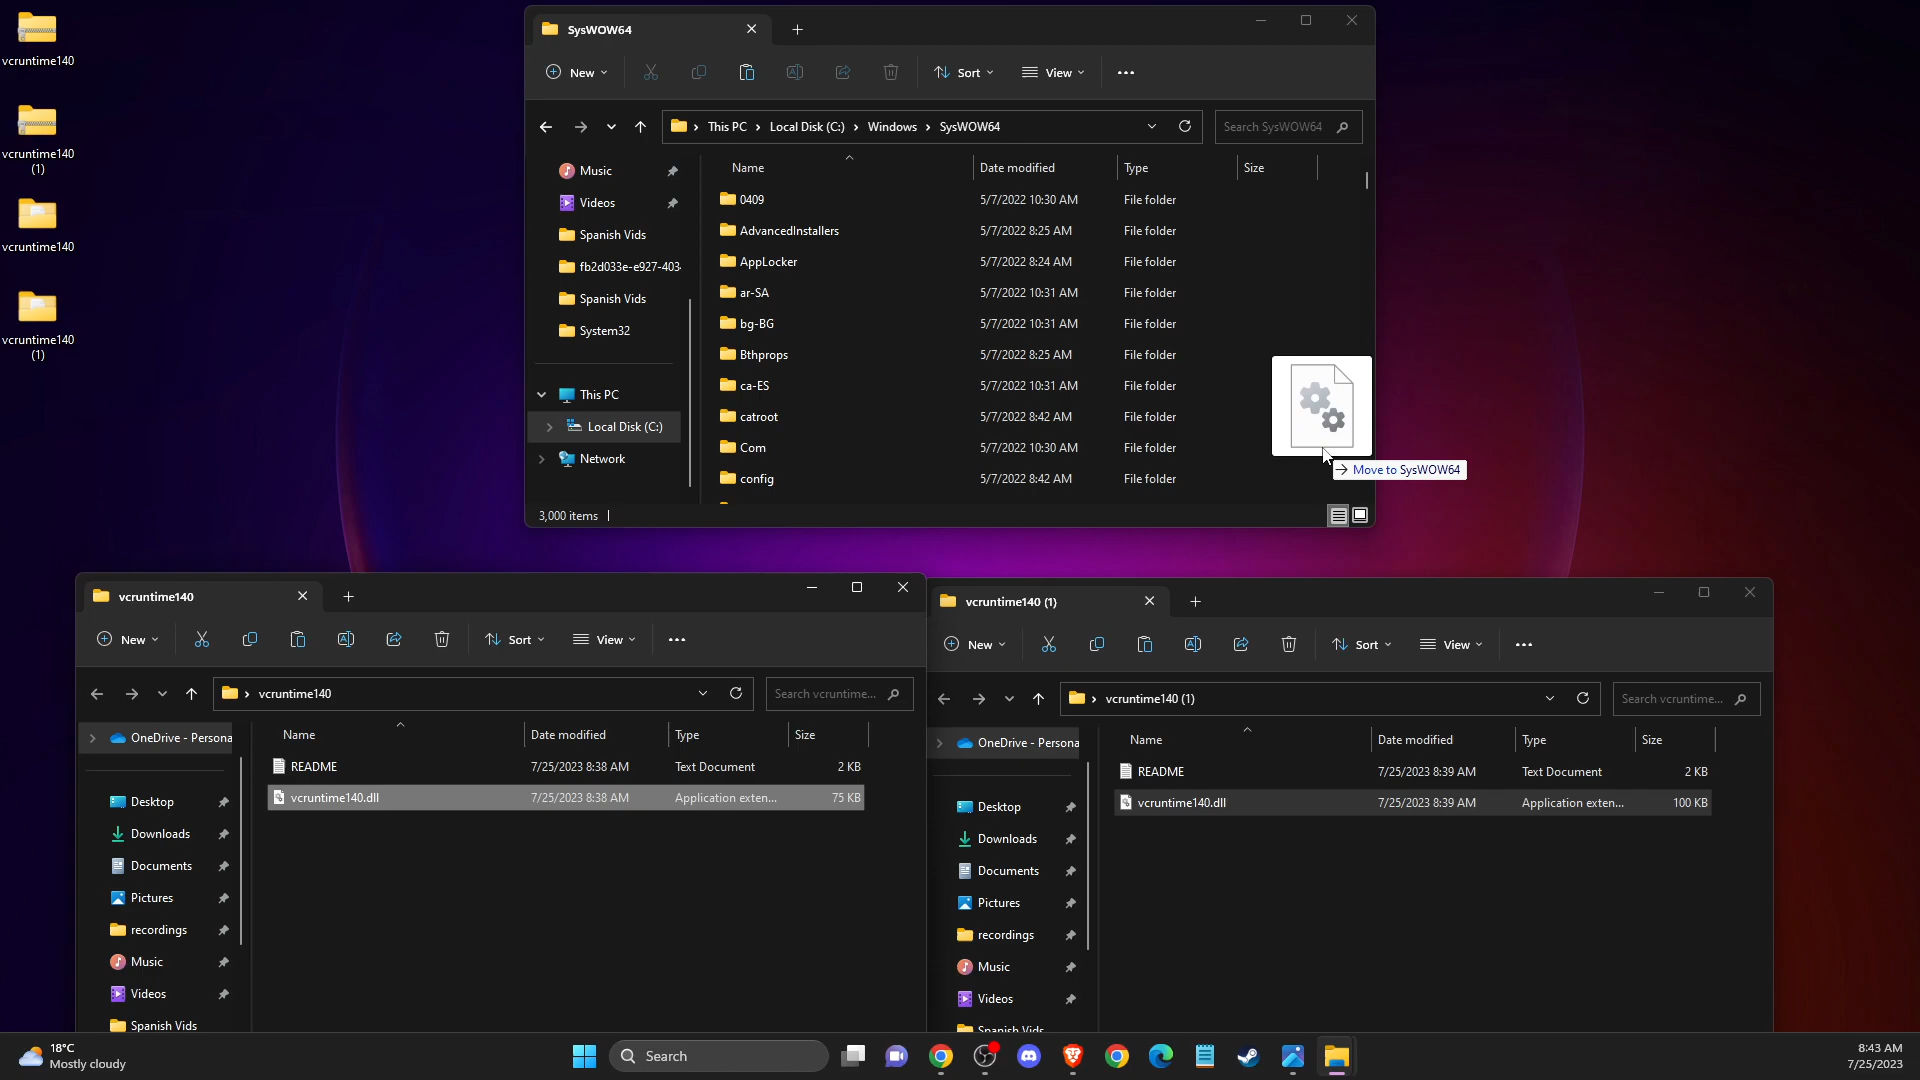 vcruntime140
vcruntime140
(1)
vcruntime140
vcruntime140
(1)
SysWOW64
New
Sort
View
This PC
Local Disk (C:)
Windows
SysWOW64
Search SysWOW64
Music
Videos
Spanish Vids
fb2d033e-e927-403
Spanish Vids
System32
This PC
Local Disk (C:)
Network
Name Date modified Type Size
0409 5/7/2022 10:30 AM File folder
AdvancedInstallers 5/7/2022 8:25 AM File folder
AppLocker 5/7/2022 8:24 AM File folder
ar-SA 5/7/2022 10:31 AM File folder
bg-BG 5/7/2022 10:31 AM File folder
Bthprops 5/7/2022 8:25 AM File folder
ca-ES 5/7/2022 10:31 AM File folder
catroot 5/7/2022 8:42 AM File folder
Com 5/7/2022 10:30 AM File folder
config 5/7/2022 8:42 AM File folder
Move to SysWOW64
3,000 items
vcruntime140
New
Sort
View
vcruntime140
Search vcruntime...
OneDrive - Persona
Desktop
Downloads
Documents
Pictures
recordings
Music
Videos
Spanish Vids
Name Date modified Type Size
README 7/25/2023 8:38 AM Text Document 2 KB
vcruntime140.dll 7/25/2023 8:38 AM Application exten... 75 KB
vcruntime140 (1)
New
Sort
View
vcruntime140 (1)
Search vcruntime...
OneDrive - Persona
Desktop
Downloads
Documents
Pictures
recordings
Music
Videos
Spanish Vids
Name Date modified Type Size
README 7/25/2023 8:39 AM Text Document 2 KB
vcruntime140.dll 7/25/2023 8:39 AM Application exten... 100 KB
18°C
Mostly cloudy
Search
8:43 AM
7/25/2023